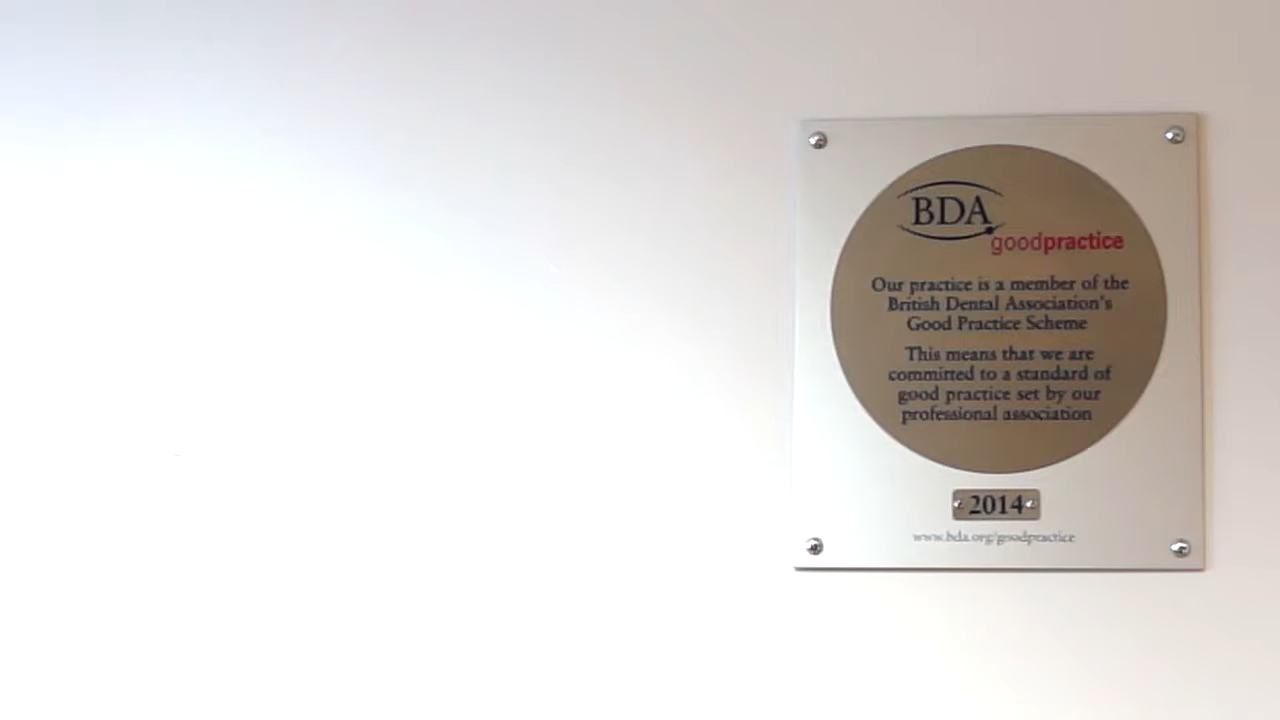 BDA
goodpractice
Our practice is a member of the
British Dental Association's
Good Practice Scheme
This means that we are
committed to a standard of
good practice set by our
professional association
2014
www.bda.org/goodpractice